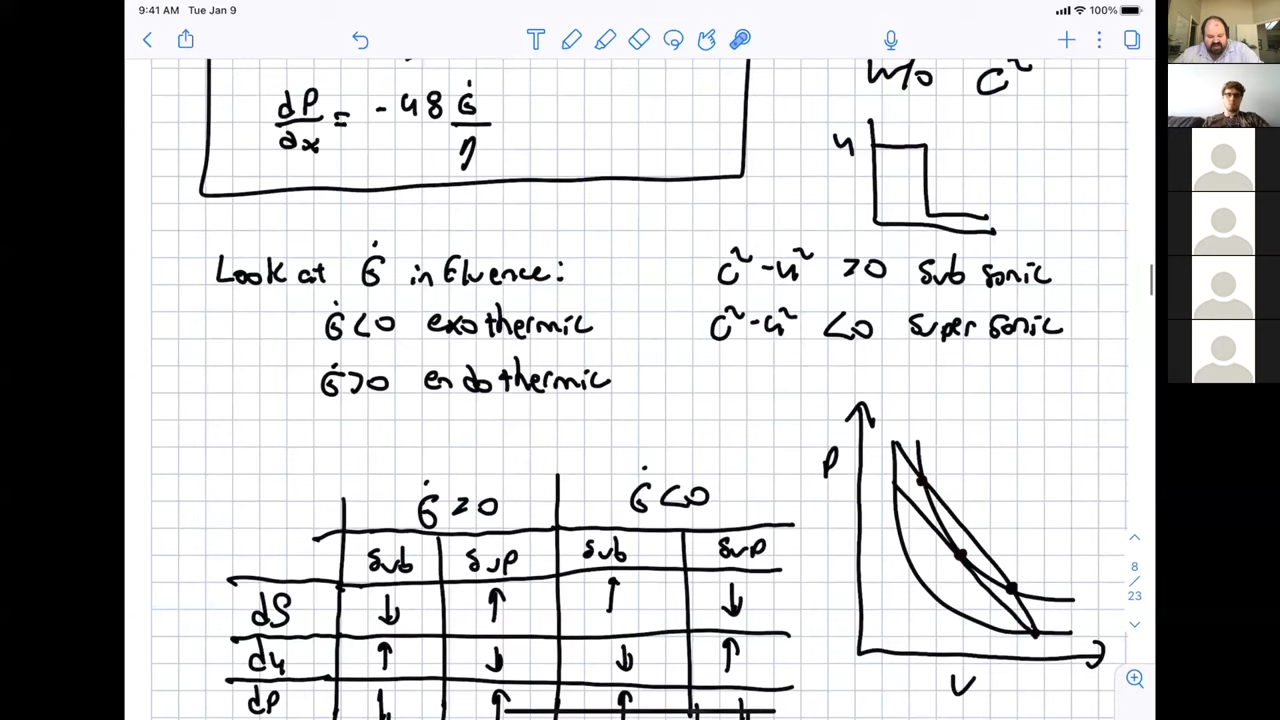 9:41 AM Tue Jan 9
100%
T
w/o C²
dP/dx = -48 σ̇/η
u
Look at σ̇ influence:
σ̇<0 exothermic
σ̇>0 endothermic
C²-u² >0 Sub sonic
C²-u² <0 Super sonic
P
V
σ̇ >0 σ̇ <0
Sub Sup Sub Sup
dS ↓ ↑ ↑ ↓
du ↑ ↓ ↓ ↑
dP ↓ ↑ ↑ ↓
8
/
23